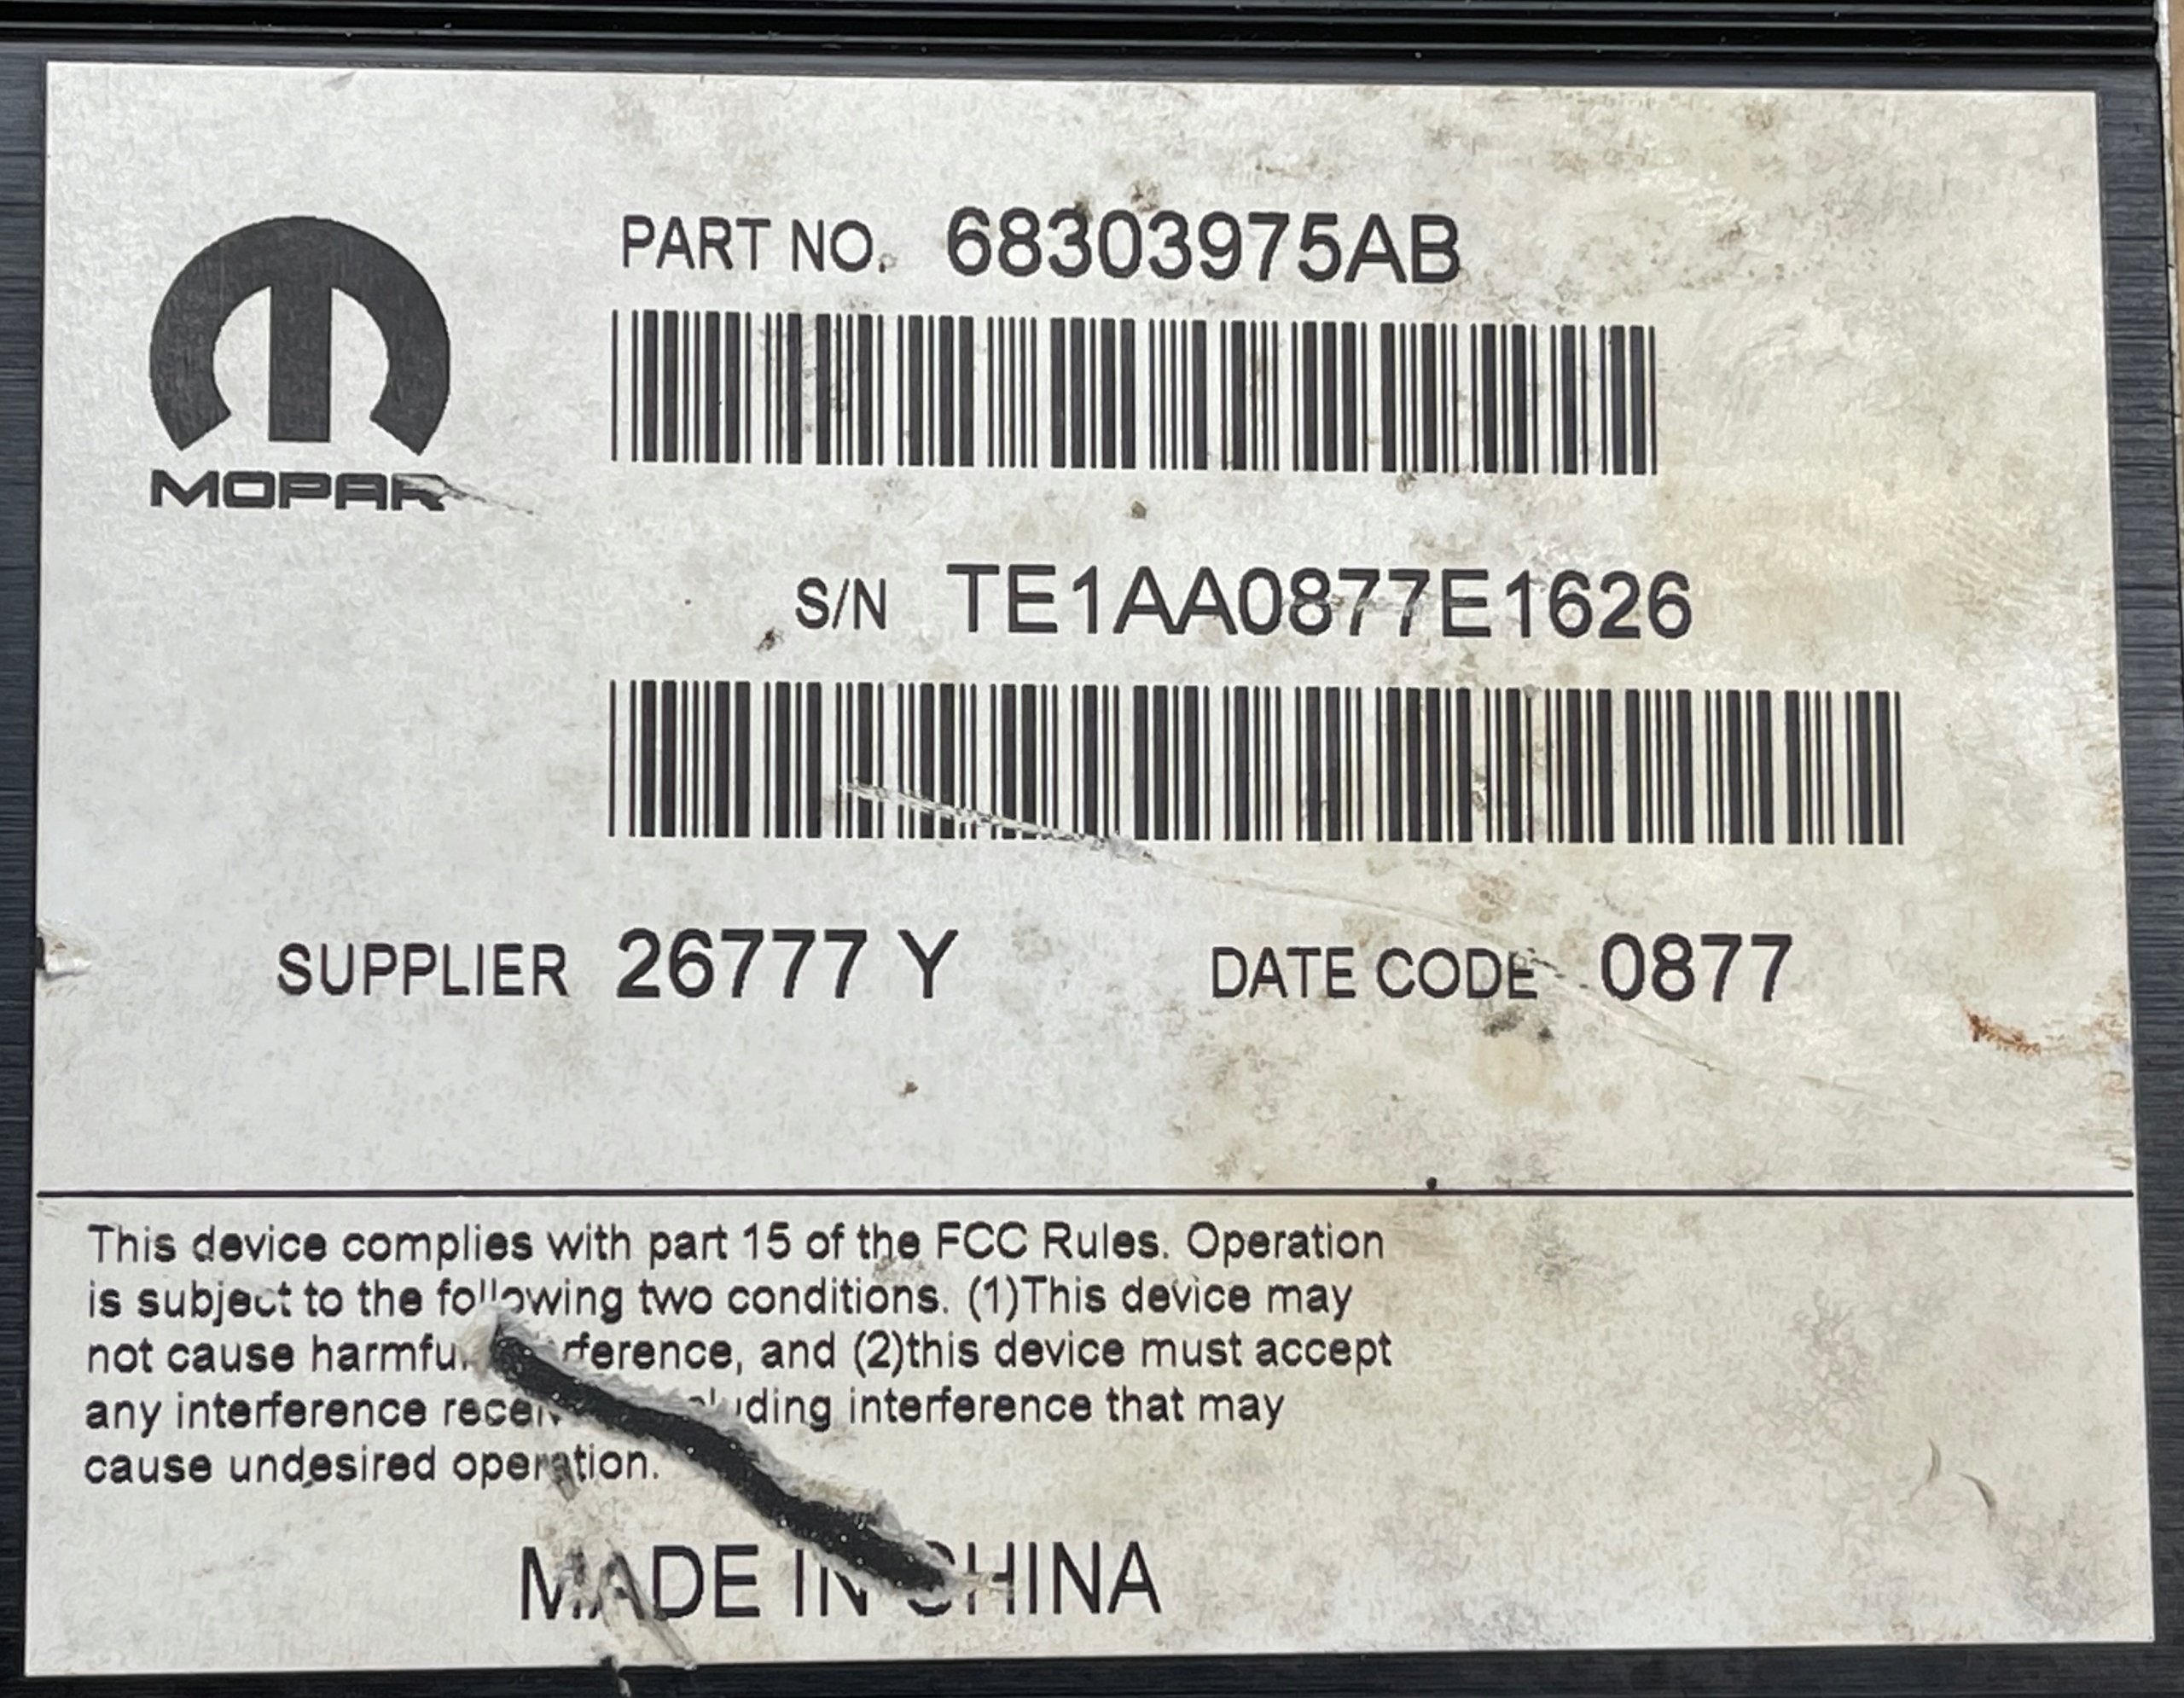 PART NO. 68303975AB
MOPAR
S/N TE1AA0877E1626
SUPPLIER 26777 Y DATE CODE 0877
This device complies with part 15 of the FCC Rules. Operation
is subject to the following two conditions. (1)This device may
not cause harmful and (2)this device must accept
any interference interference that may
cause undesired operation.
MADE IN CHINA